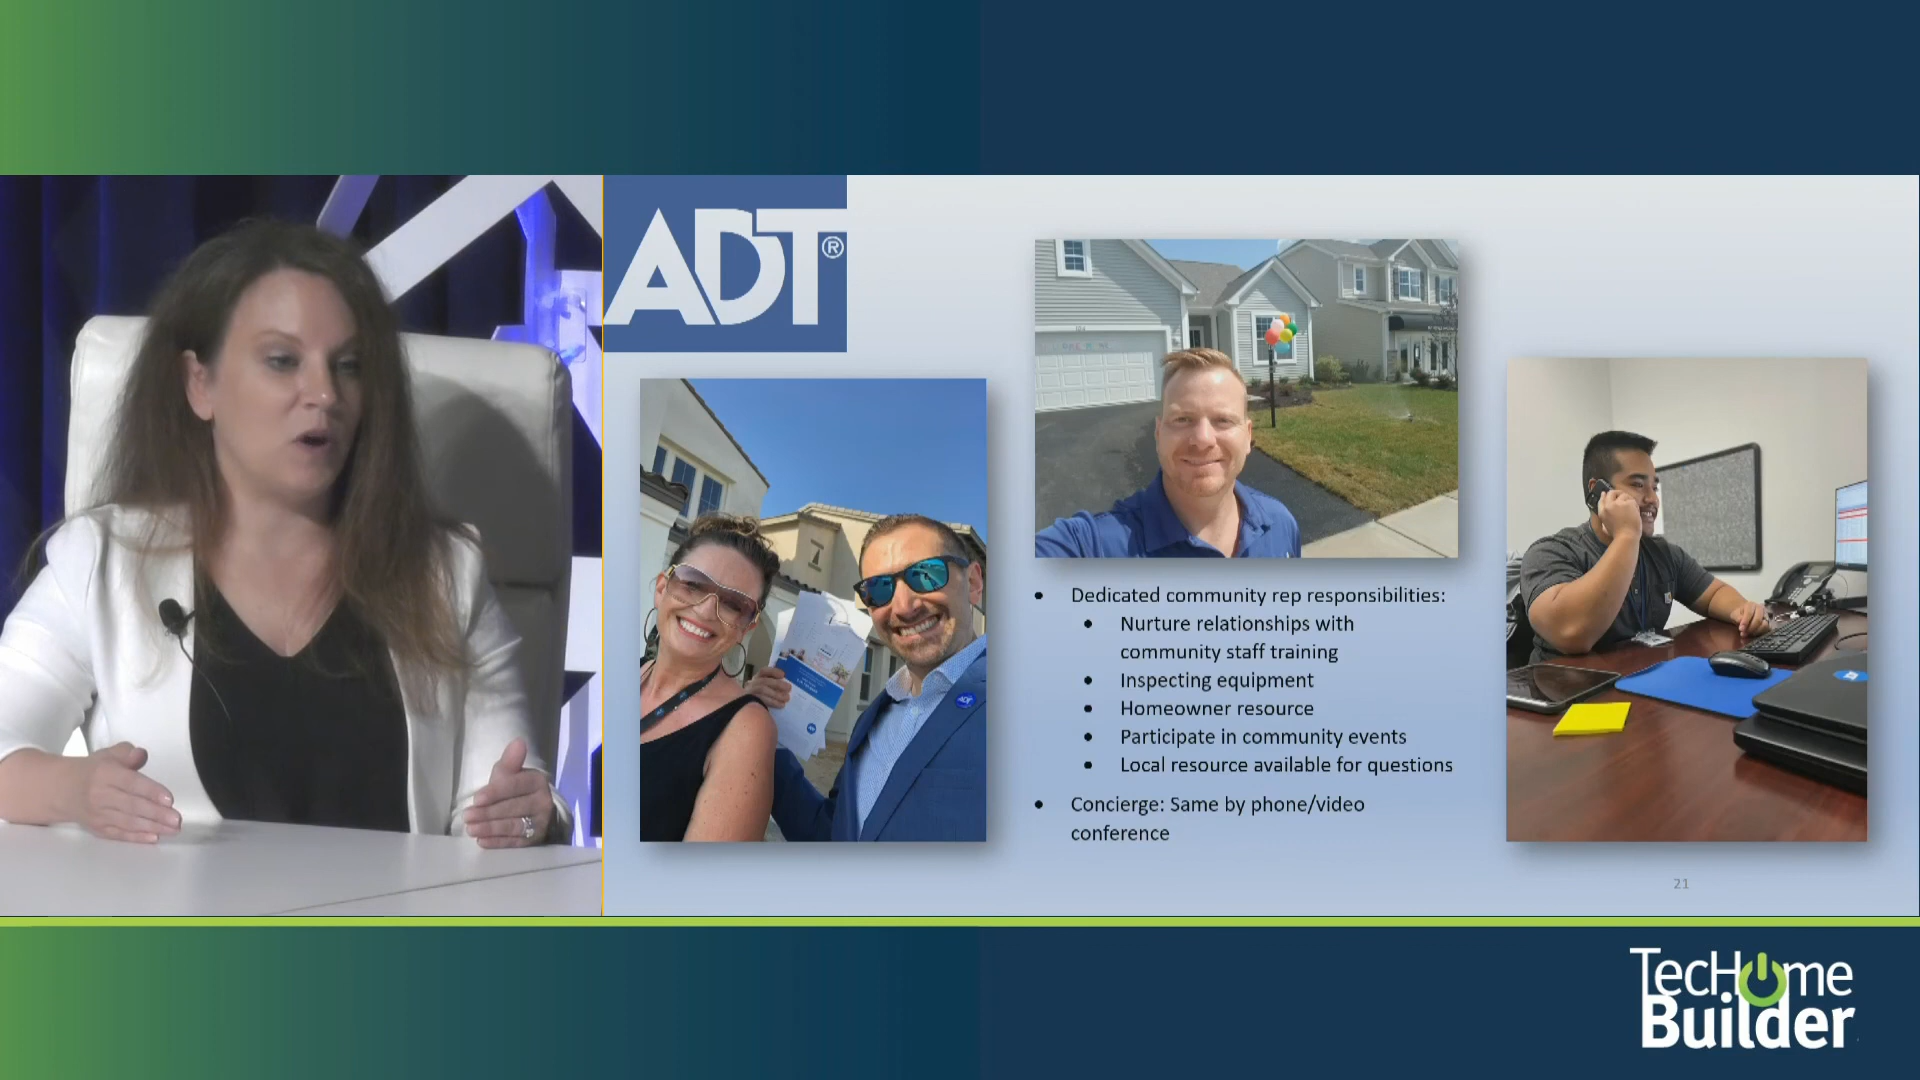 ADT®
Dedicated community rep responsibilities:
Nurture relationships with
community staff training
Inspecting equipment
Homeowner resource
Participate in community events
Local resource available for questions
Concierge: Same by phone/video
conference
21
TecHome
Builder